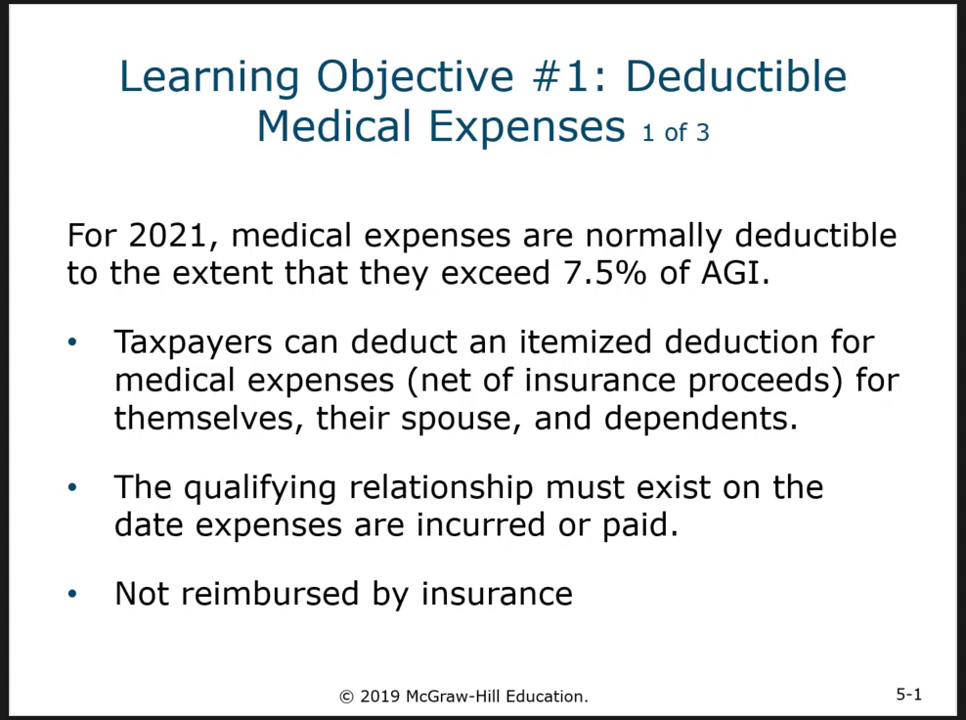 Learning Objective #1: Deductible
Medical Expenses 1 of 3
For 2021, medical expenses are normally deductible
to the extent that they exceed 7.5% of AGI.
• Taxpayers can deduct an itemized deduction for
medical expenses (net of insurance proceeds) for
themselves, their spouse, and dependents.
• The qualifying relationship must exist on the
date expenses are incurred or paid.
• Not reimbursed by insurance
© 2019 McGraw-Hill Education.
5-1